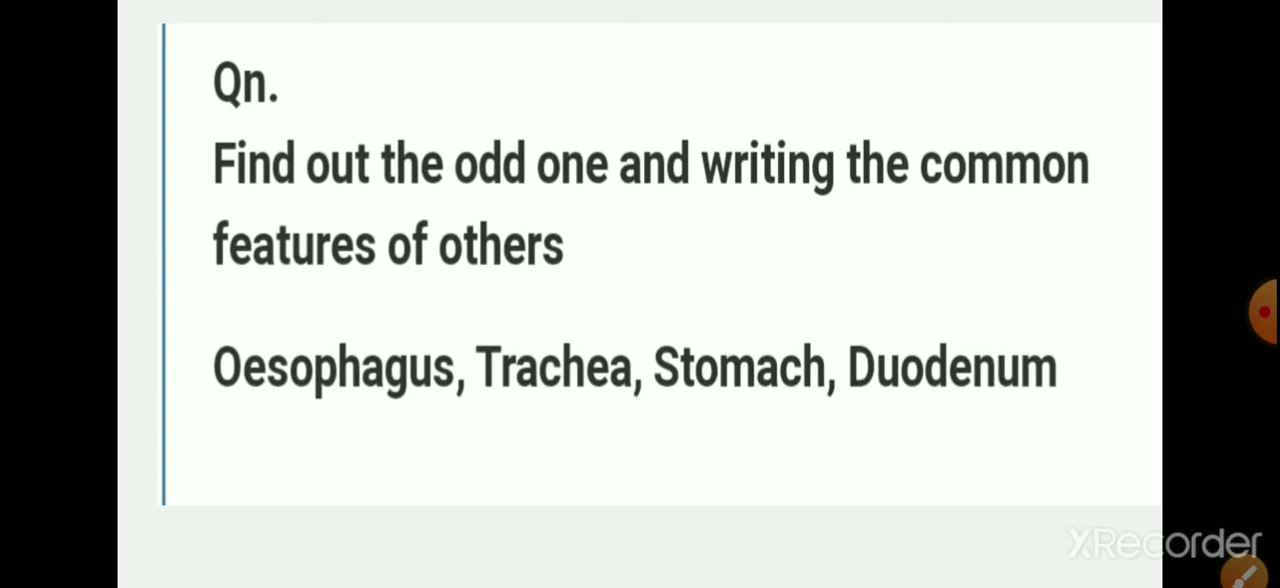 Qn.
Find out the odd one and writing the common
features of others
Oesophagus, Trachea, Stomach, Duodenum
XRecorder